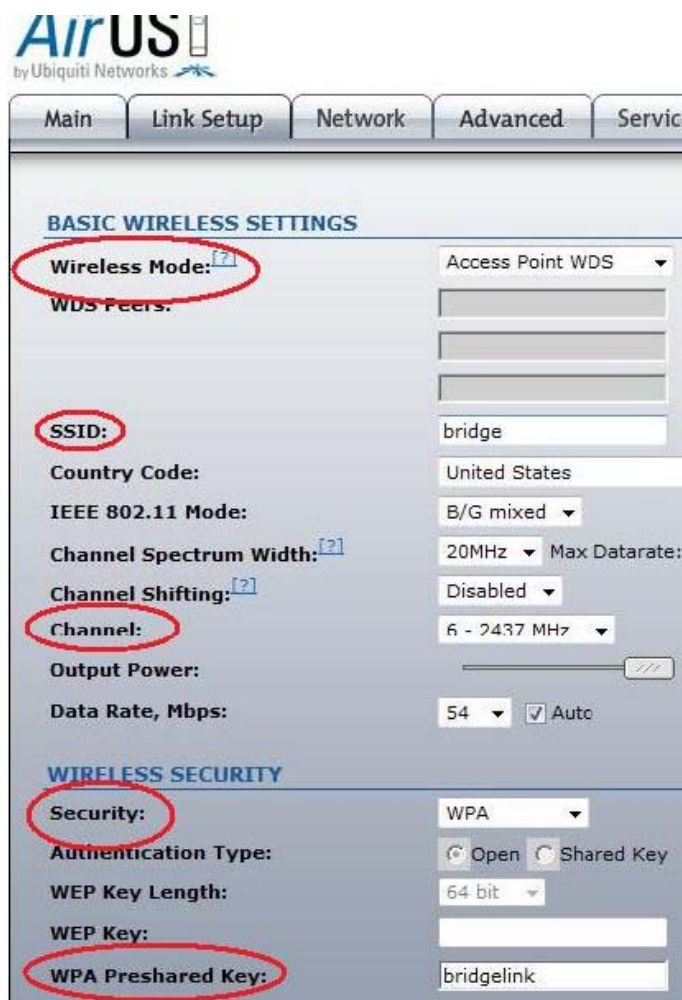 AirOS
by Ubiquiti Networks
Main Link Setup Network Advanced Servic
BASIC WIRELESS SETTINGS
Wireless Mode:[?] Access Point WDS
WDS Peers:
SSID: bridge
Country Code: United States
IEEE 802.11 Mode: B/G mixed
Channel Spectrum Width:[?] 20MHz Max Datarate:
Channel Shifting:[?] Disabled
Channel: 6 - 2437 MHz
Output Power:
Data Rate, Mbps: 54 Auto
WIRELESS SECURITY
Security: WPA
Authentication Type: Open Shared Key
WEP Key Length: 64 bit
WEP Key:
WPA Preshared Key: bridgelink